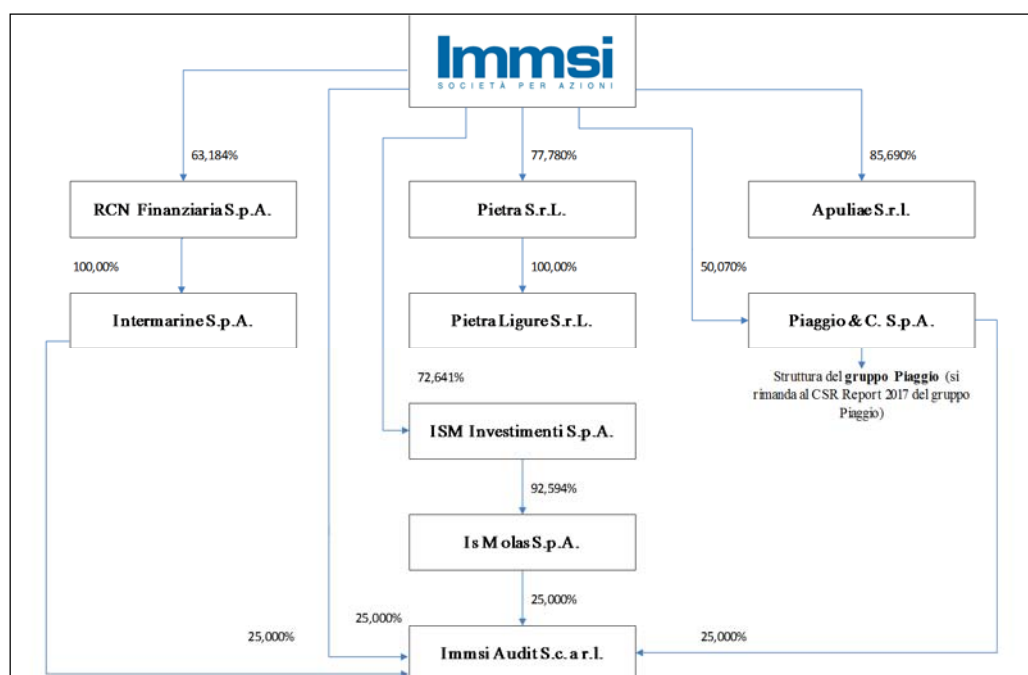 Immsi
SOCIETÀ PER AZIONI
63,184%
77,780%
85,690%
RCN Finanziaria S.p.A.
Pietra S.r.L.
Apuliae S.r.l.
100,00%
100,00%
50,070%
Intermarine S.p.A.
Pietra Ligure S.r.L.
Piaggio & C. S.p.A.
72,641%
Struttura del gruppo Piaggio (si
rimanda al CSR Report 2017 del gruppo
Piaggio)
ISM Investimenti S.p.A.
92,594%
Is Molas S.p.A.
25,000%
25,000%
25,000%
25,000%
Immsi Audit S.c. a r.l.